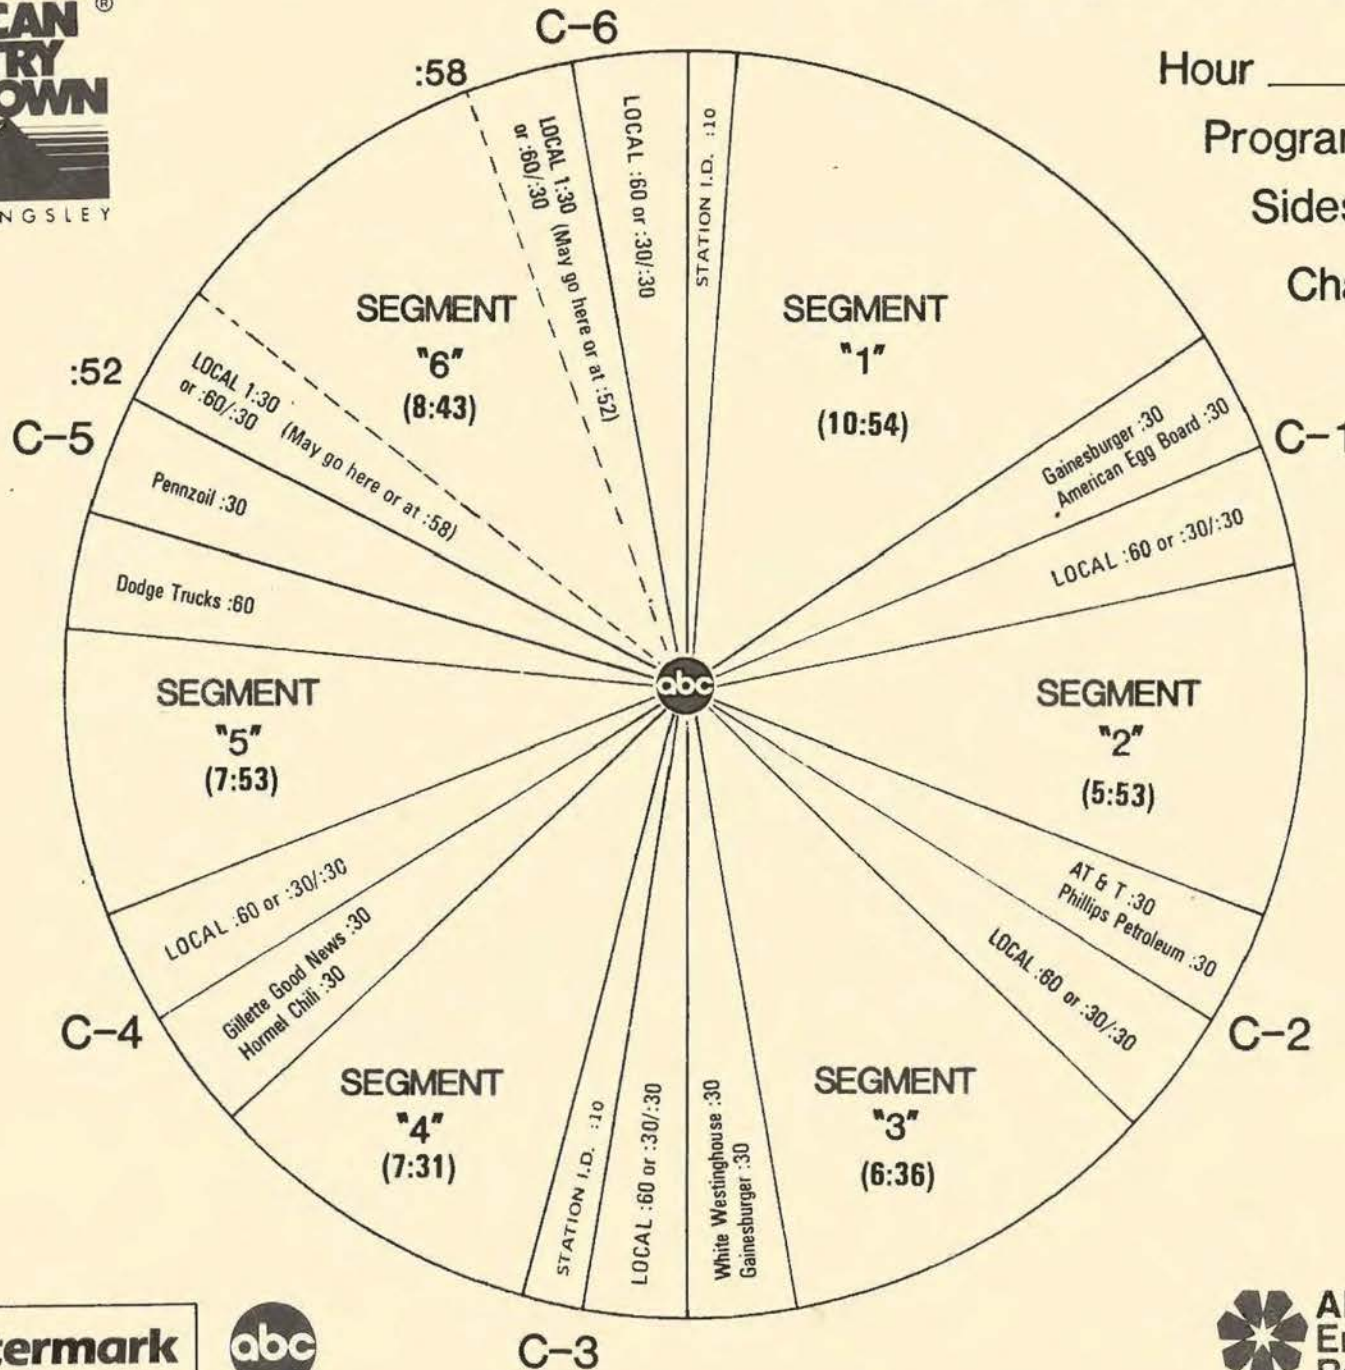 CAN ®
TRY
OWN
NGSLEY
C-6
:58
Hour
Program
Sides
Cha
LOCAL 1:30 (May go here or at :52)
or :60/:30
LOCAL :60 or :30/:30
STATION I.D. :10
SEGMENT
"6"
(8:43)
SEGMENT
"1"
(10:54)
:52
C-5
LOCAL 1:30 (May go here or at :58)
or :60/:30
Pennzoil :30
Dodge Trucks :60
Gainesburger :30
American Egg Board :30
C-1
LOCAL :60 or :30/:30
abc
SEGMENT
"5"
(7:53)
SEGMENT
"2"
(5:53)
LOCAL :60 or :30/:30
Gillette Good News :30
Hormel Chili :30
C-4
AT & T :30
Phillips Petroleum :30
LOCAL :60 or :30/:30
C-2
SEGMENT
"4"
(7:31)
SEGMENT
"3"
(6:36)
STATION I.D. :10
LOCAL :60 or :30/:30
White Westinghouse :30
Gainesburger :30
C-3
termark
abc